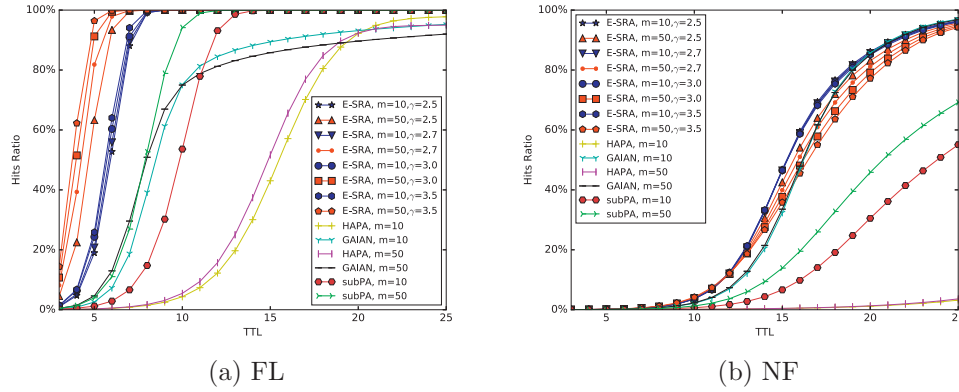 100%
80%
60%
40%
20%
0%
Hits Ratio
5
10
15
20
25
TTL
E-SRA, m=10,γ=2.5
E-SRA, m=50,γ=2.5
E-SRA, m=10,γ=2.7
E-SRA, m=50,γ=2.7
E-SRA, m=10,γ=3.0
E-SRA, m=50,γ=3.0
E-SRA, m=10,γ=3.5
E-SRA, m=50,γ=3.5
HAPA, m=10
GAIAN, m=10
HAPA, m=50
GAIAN, m=50
subPA, m=10
subPA, m=50
(a) FL
100%
80%
60%
40%
20%
0%
Hits Ratio
5
10
15
20
25
TTL
E-SRA, m=10,γ=2.5
E-SRA, m=50,γ=2.5
E-SRA, m=10,γ=2.7
E-SRA, m=50,γ=2.7
E-SRA, m=10,γ=3.0
E-SRA, m=50,γ=3.0
E-SRA, m=10,γ=3.5
E-SRA, m=50,γ=3.5
HAPA, m=10
GAIAN, m=10
HAPA, m=50
GAIAN, m=50
subPA, m=10
subPA, m=50
(b) NF